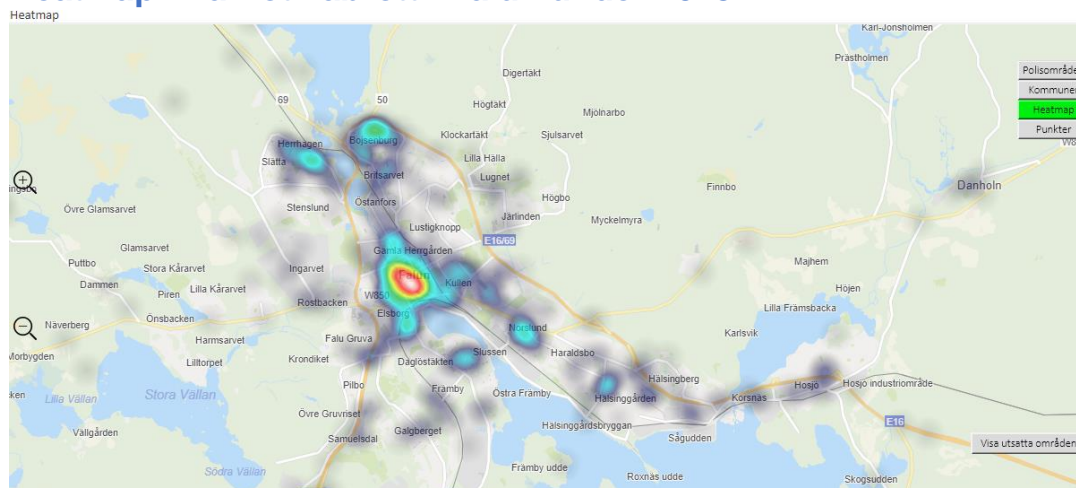 Heatmap
Karl-Jonsholmen
Prästholmen
Digertäkt
Polisområde
Kommuner
Heatmap
Punkter
69
50
Högtäkt
Mjölnarbo
Herrhagen
Bojsenburg
Klockartäkt
Sjulsarvet
Slätta
Lilla Hälla
Britsarvet
Lugnet
Danholn
Finnbo
Östanfors
Högbo
Övre Glamsarvet
Stenslund
Järlinden
Myckelmyra
Lustigknopp
E16/69
Glamsarvet
Gamla Herrgården
Puttbo
Stora Kårarvet
Ingarvet
Falun
Kullen
Majhem
Dammen
Piren
Lilla Kårarvet
W850
Höjen
Rostbacken
Lilla Främsbacka
Önsbacken
Elsborg
Näverberg
Harmsarvet
Falu Gruva
Norslund
Karlsvik
Morbygden
Lilltorpet
Krondiket
Daglöstäkten
Slussen
Haraldsbo
Hälsingberg
Pilbo
Hosjö
Hosjö industriområde
Lilla Vällan
Stora Vällan
Främby
Östra Främby
Hälsinggården
Korsnäs
Övre Gruvriset
E16
Vällgården
Samuelsdal
Galgberget
Hälsinggårdsbryggan
Sågudden
Visa utsatta områden
Södra Vällan
Främby udde
Roxnäs udde
Skogsudden